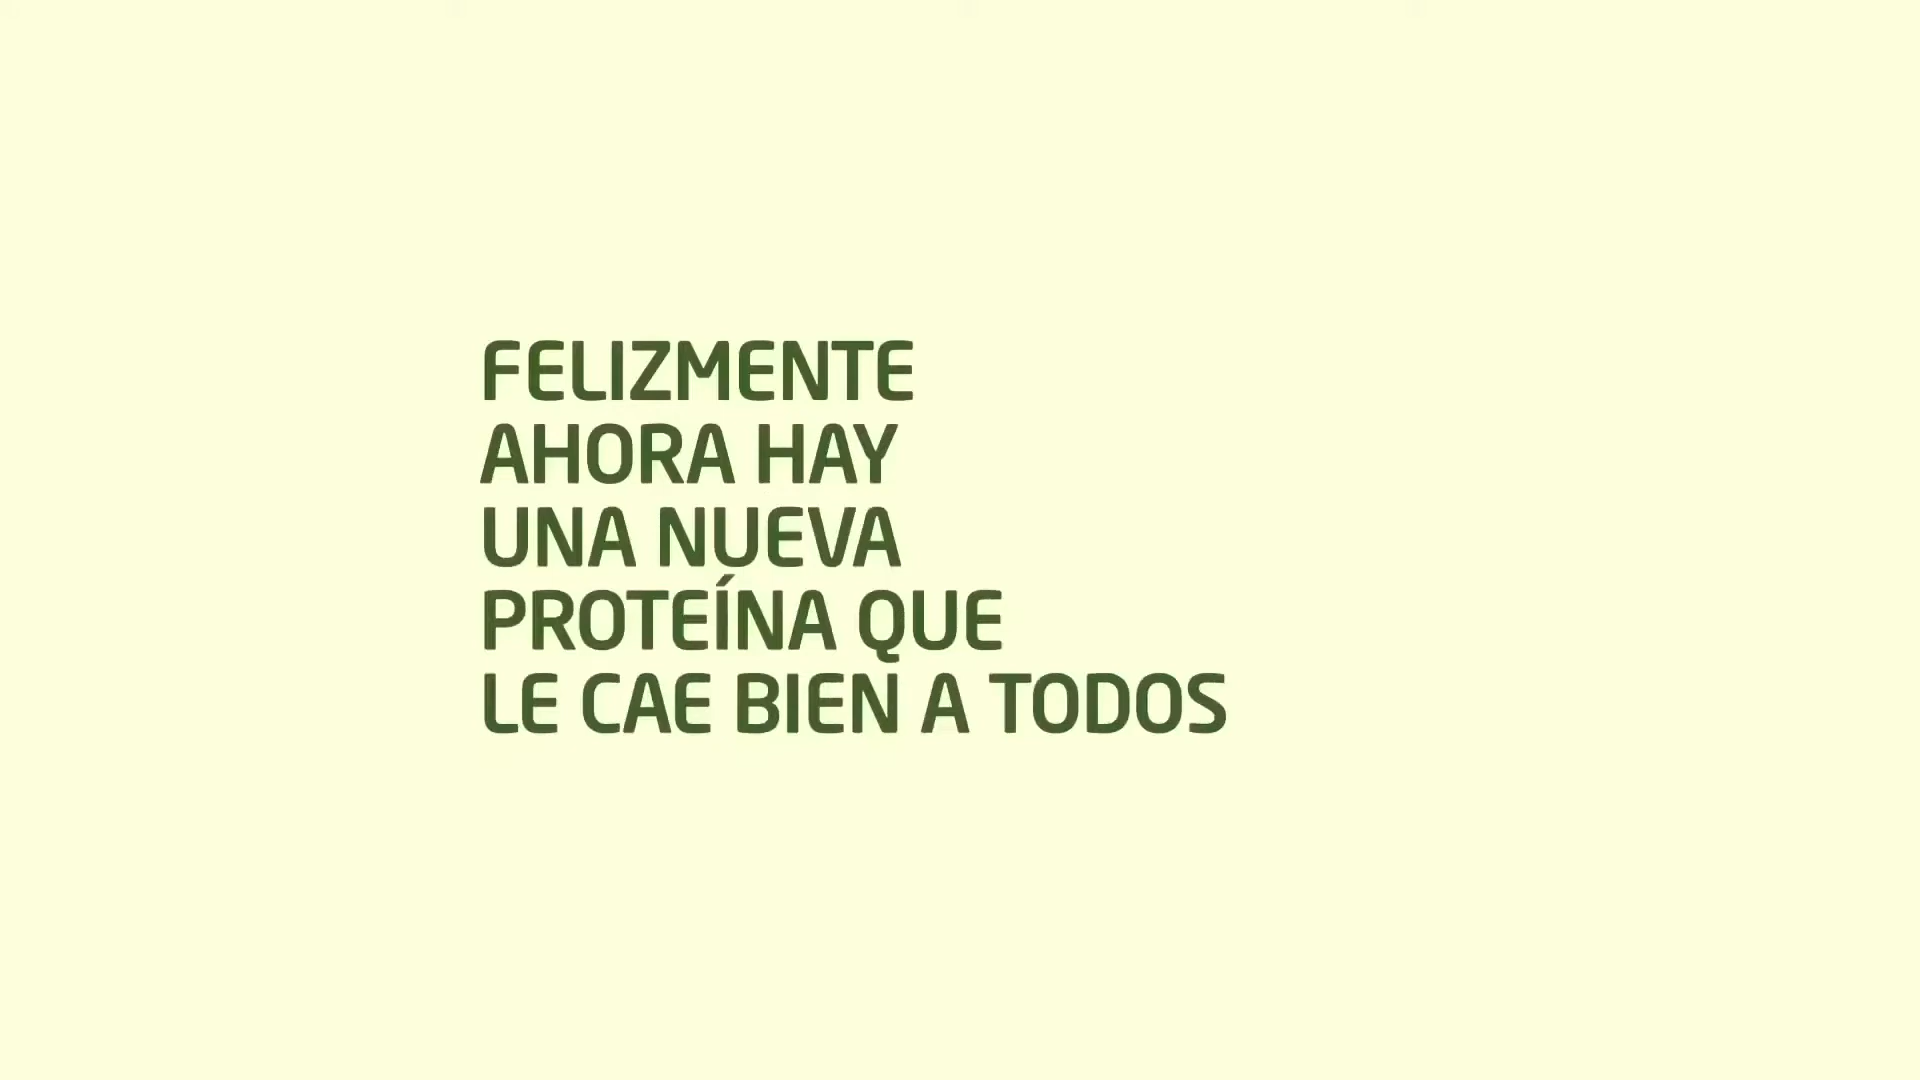 FELIZMENTE
AHORA HAY
UNA NUEVA
PROTEÍNA QUE
LE CAE BIEN A TODOS